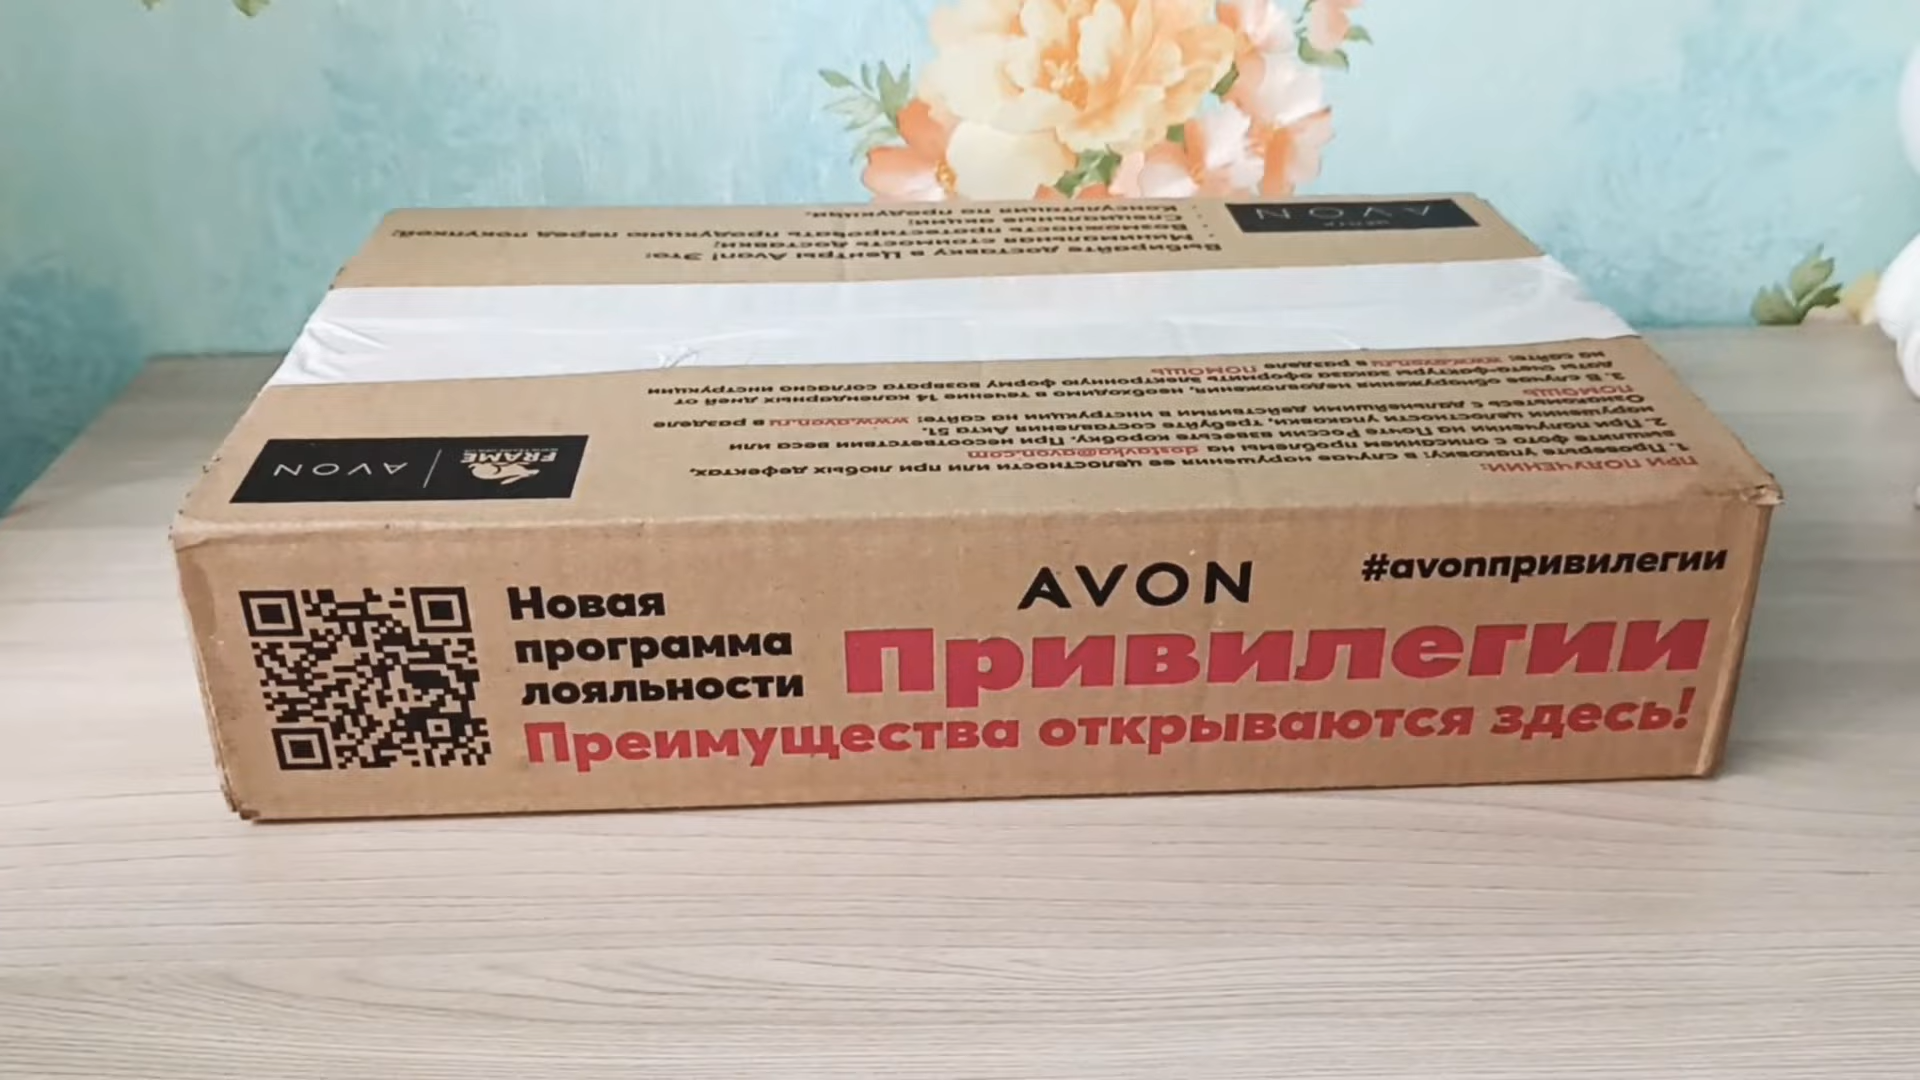 Выбирайте доставку в Центры Avon! Это:
· Минимальная стоимость доставки;
· Возможность протестировать продукцию перед покупкой;
· Специальные акции;
· Консультация по продукции.
AVON
ПРИ ПОЛУЧЕНИИ:
1. Проверьте упаковку: в случае нарушения ее целостности или при любых дефектах,
вышлите фото с описанием проблемы на dostavka@avon.com
2. При получении на Почте России взвесьте коробку. При несоответствии веса или
нарушении целостности упаковки, требуйте составления Акта 51.
Ознакомьтесь с дальнейшими действиями в инструкции на сайте: www.avon.ru в разделе
ПОМОЩЬ
3. В случае обнаружения недовложения, необходимо в течение 14 календарных дней от
даты счета-фактуры заказа оформить электронную форму возврата согласно инструкции
на сайте: www.avon.ru в разделе ПОМОЩЬ
FRAME
AVON
Новая
программа
лояльности
AVON
#avonпривилегии
Привилегии
Преимущества открываются здесь!